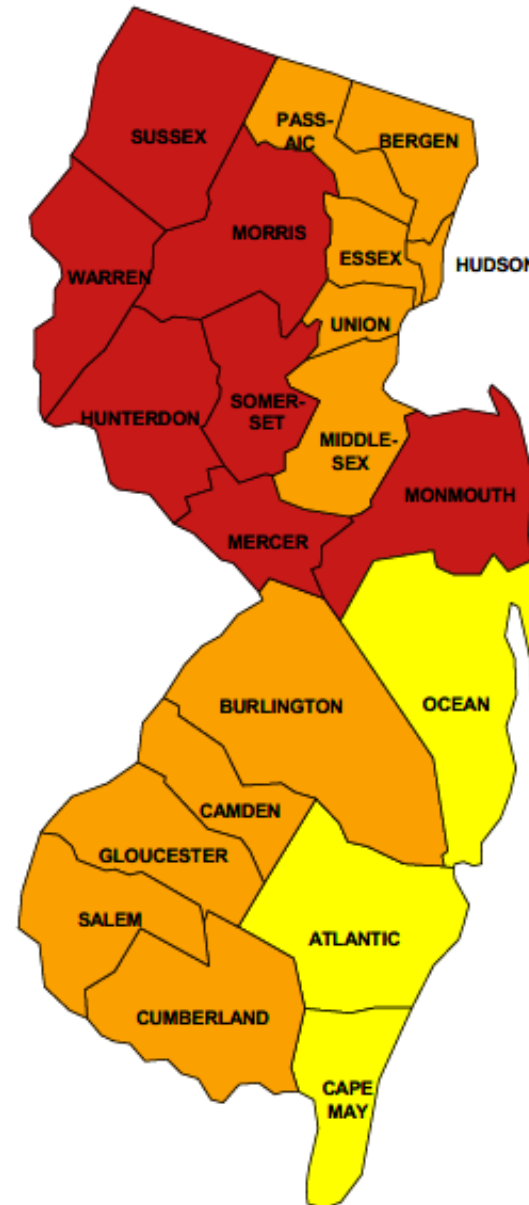 PASS-
AIC
SUSSEX
BERGEN
MORRIS
ESSEX
HUDSON
WARREN
UNION
HUNTERDON
SOMER-
SET
MIDDLE-
SEX
MONMOUTH
MERCER
BURLINGTON
OCEAN
CAMDEN
GLOUCESTER
SALEM
ATLANTIC
CUMBERLAND
CAPE
MAY